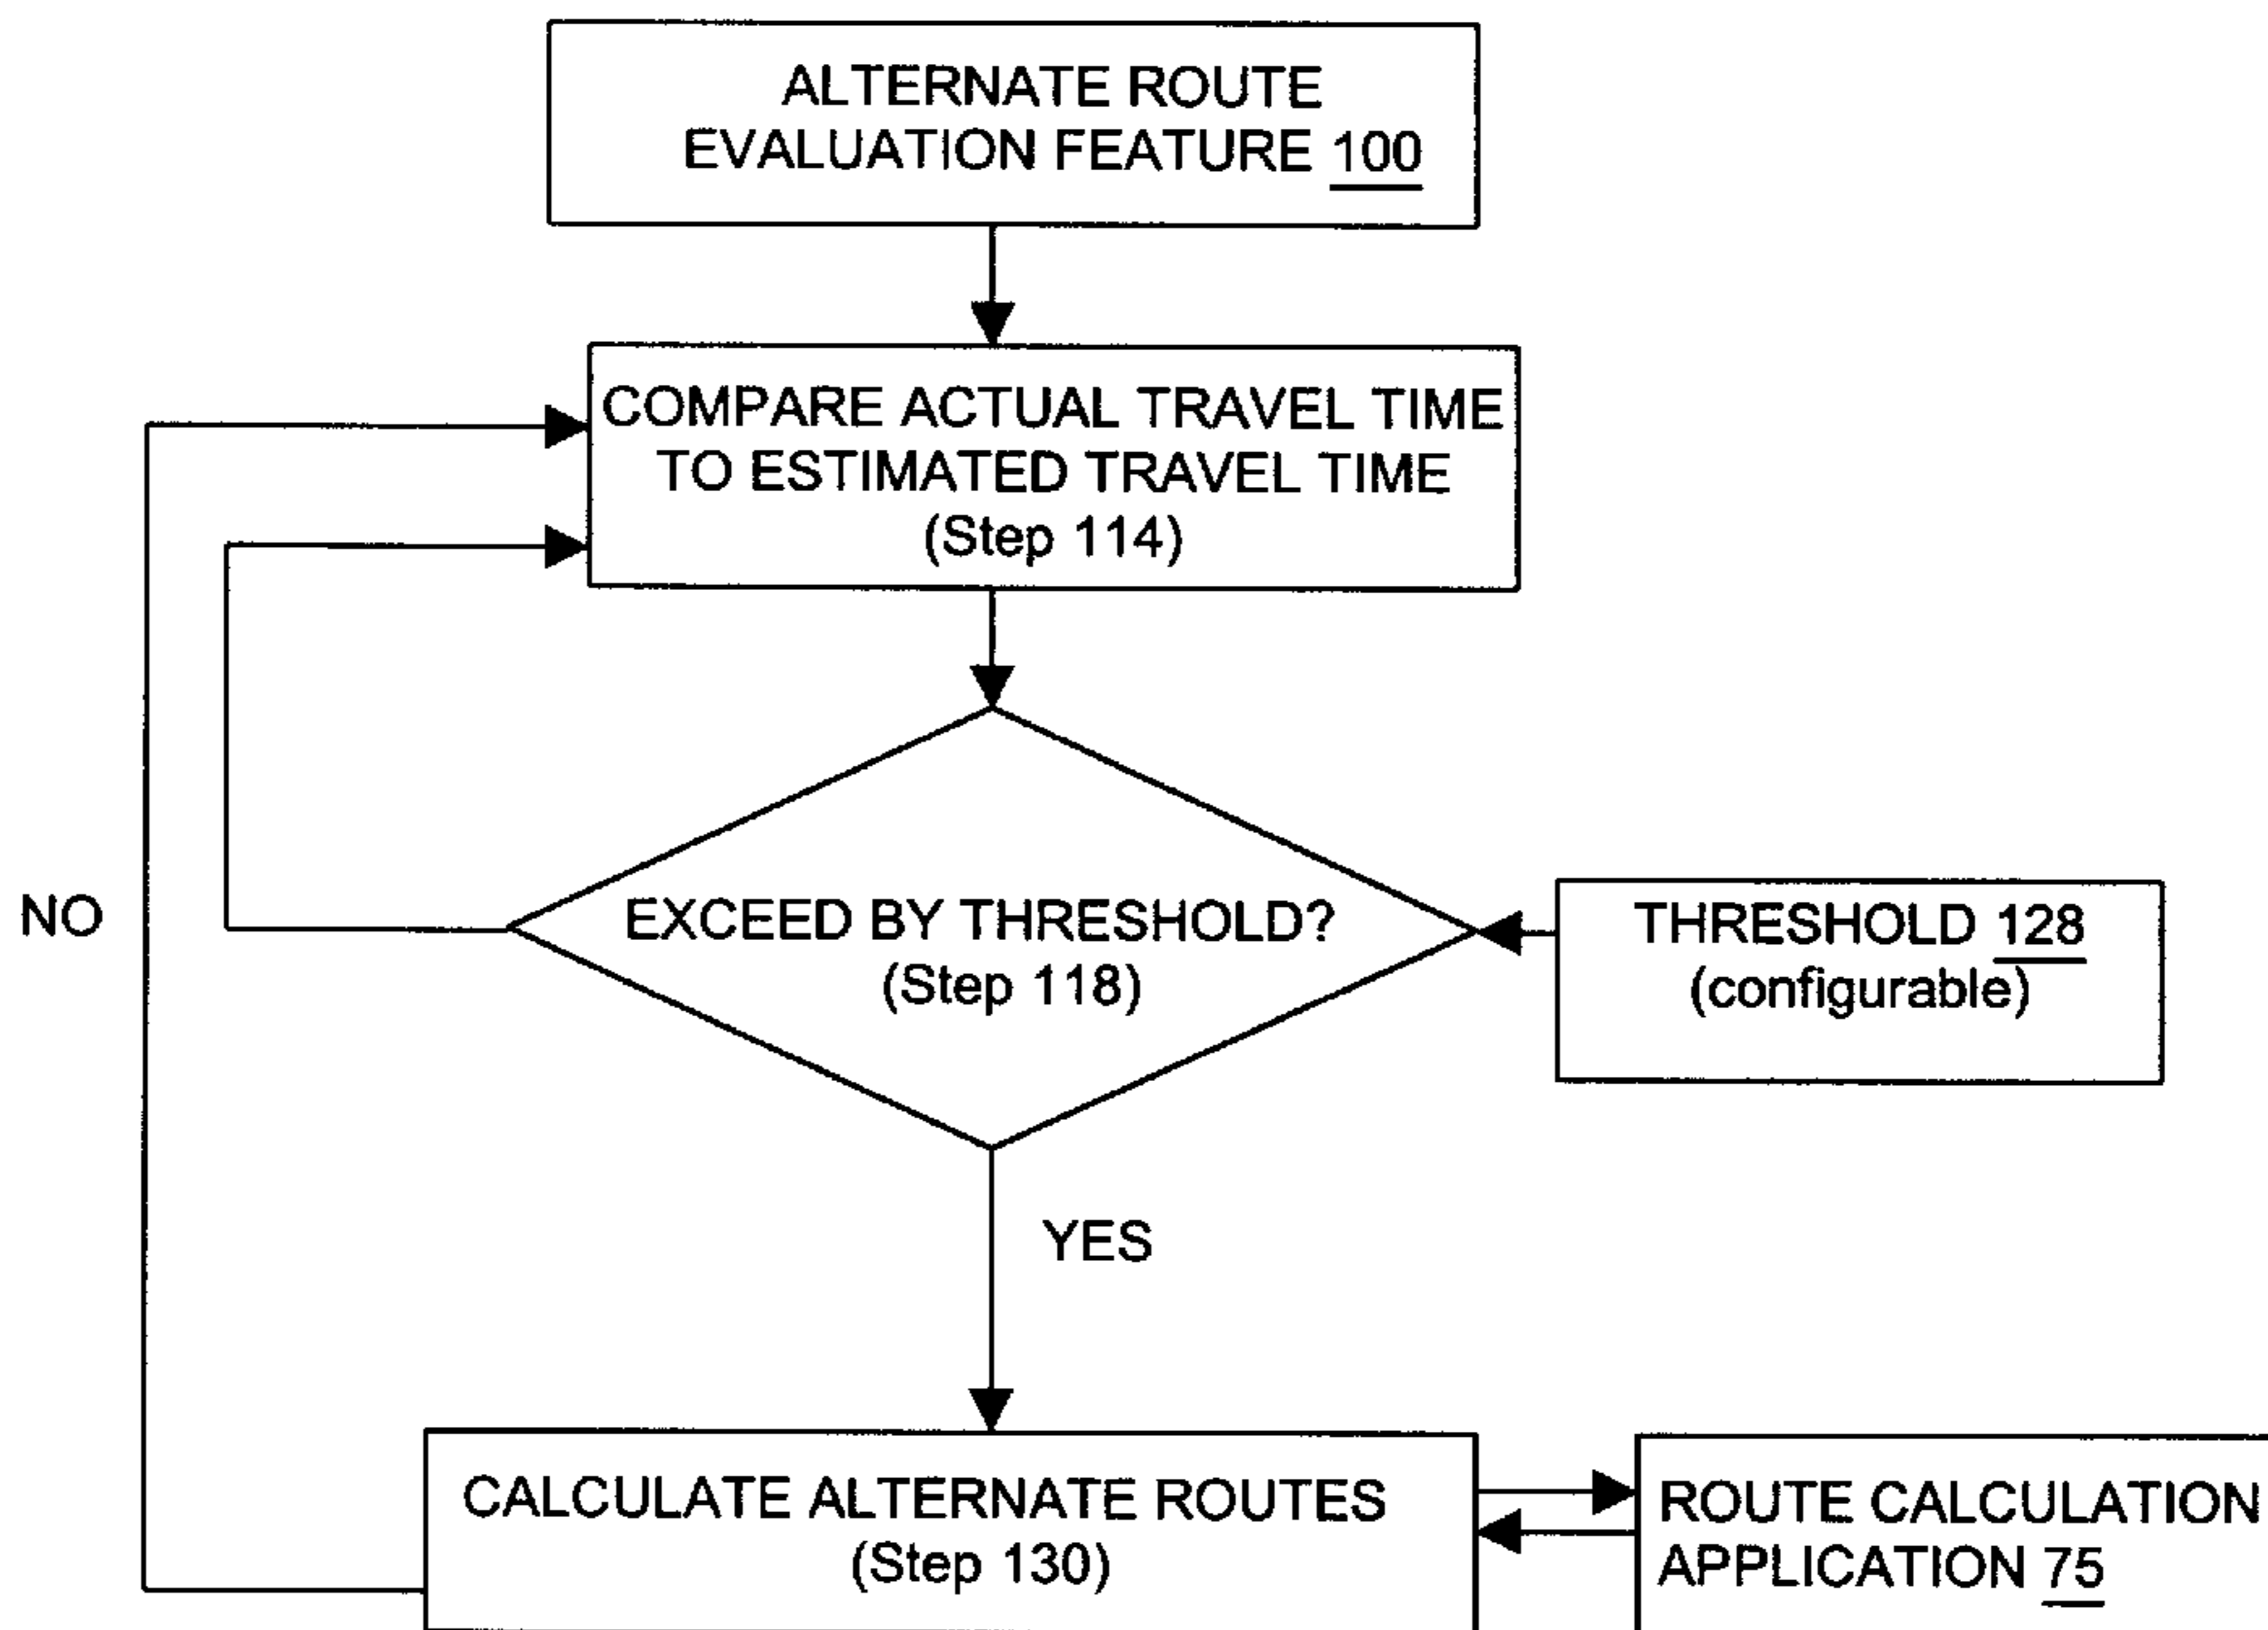 ALTERNATE ROUTE
EVALUATION FEATURE 100
COMPARE ACTUAL TRAVEL TIME
TO ESTIMATED TRAVEL TIME
(Step 114)
NO
EXCEED BY THRESHOLD?
(Step 118)
THRESHOLD 128
(configurable)
YES
CALCULATE ALTERNATE ROUTES
(Step 130)
ROUTE CALCULATION
APPLICATION 75